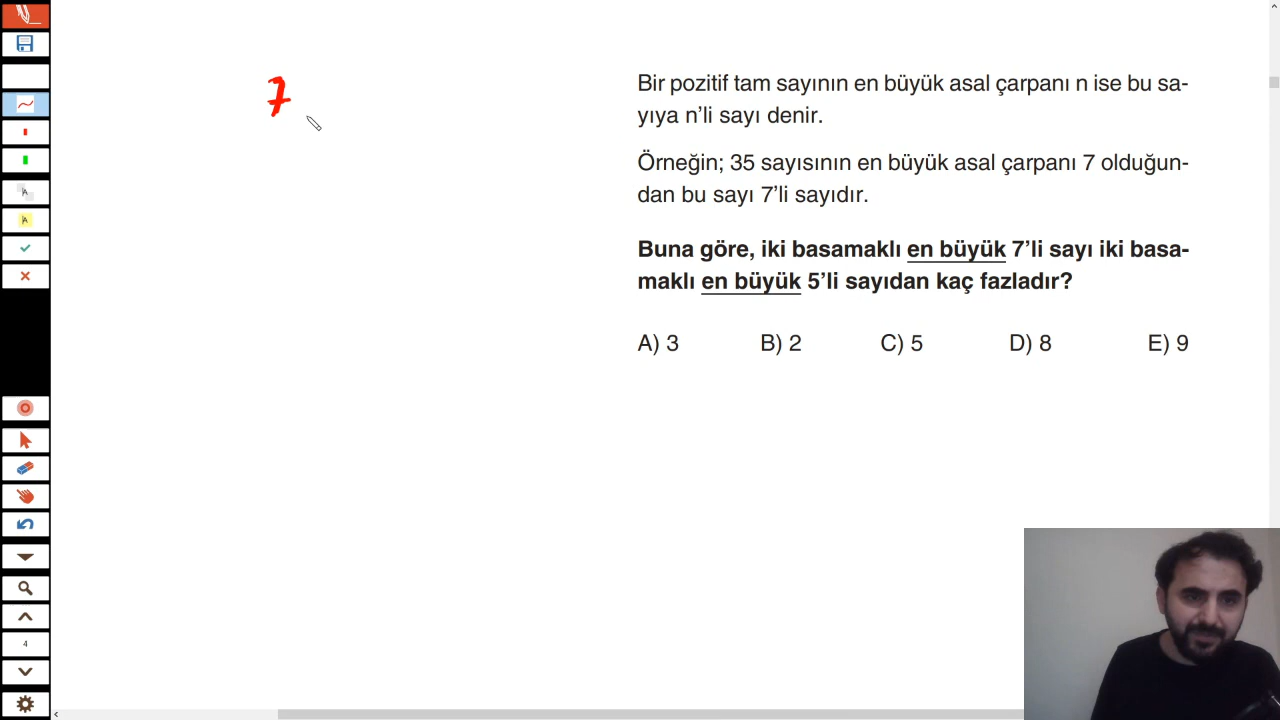 7
Bir pozitif tam sayının en büyük asal çarpanı n ise bu sa-
yıya n’li sayı denir.
Örneğin; 35 sayısının en büyük asal çarpanı 7 olduğun-
dan bu sayı 7’li sayıdır.
Buna göre, iki basamaklı en büyük 7’li sayı iki basa-
maklı en büyük 5’li sayıdan kaç fazladır?
A) 3 B) 2 C) 5 D) 8 E) 9
A
A
4